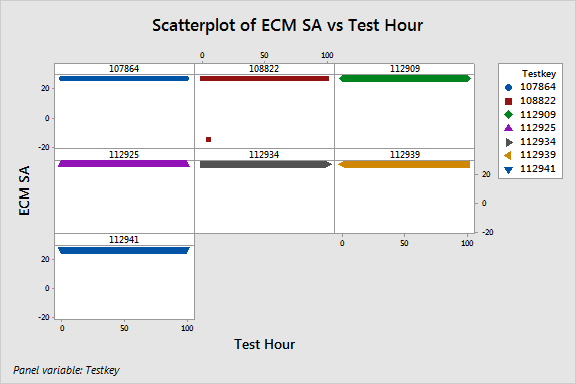 Scatterplot of ECM SA vs Test Hour
0 50 100
107864 108822 112909
20
0
-20
112925 112934 112939
20
0
-20
112941
0 50 100
20
0
-20
0 50 100
ECM SA
Test Hour
Testkey
107864
108822
112909
112925
112934
112939
112941
Panel variable: Testkey